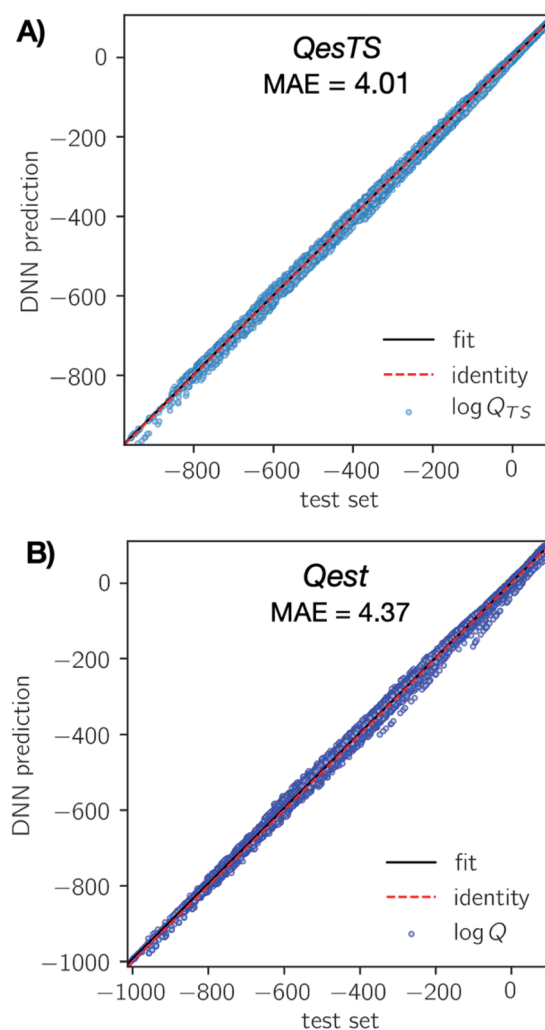 A)
QesTS
MAE = 4.01
0
−200
−400
−600
−800
DNN prediction
fit
identity
log Q_TS
−800 −600 −400 −200 0
test set
B)
Qest
MAE = 4.37
0
−200
−400
−600
−800
−1000
DNN prediction
fit
identity
log Q
−1000 −800 −600 −400 −200 0
test set